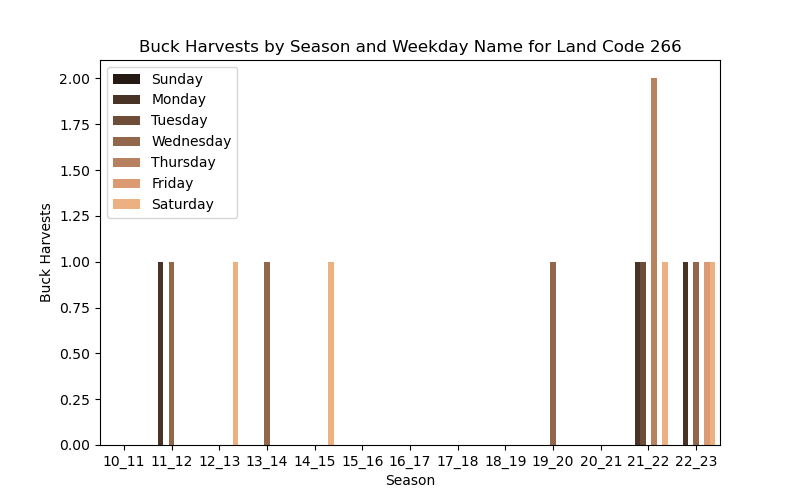 Buck Harvests by Season and Weekday Name for Land Code 266
Sunday
Monday
Tuesday
Wednesday
Thursday
Friday
Saturday
2.00
1.75
1.50
1.25
1.00
0.75
0.50
0.25
0.00
Buck Harvests
10_11 11_12 12_13 13_14 14_15 15_16 16_17 17_18 18_19 19_20 20_21 21_22 22_23
Season